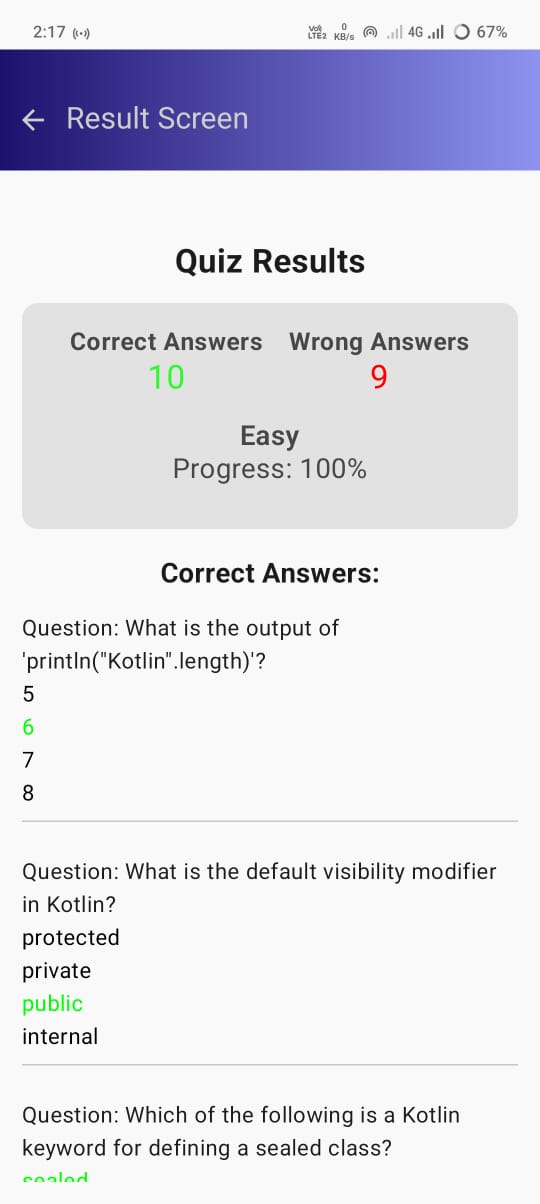 2:17
Vo)) LTE2
0 KB/s
4G
67%
Result Screen
Quiz Results
Correct Answers Wrong Answers
10 9
Easy
Progress: 100%
Correct Answers:
Question: What is the output of
'println("Kotlin".length)'?
5
6
7
8
Question: What is the default visibility modifier
in Kotlin?
protected
private
public
internal
Question: Which of the following is a Kotlin
keyword for defining a sealed class?
sealed